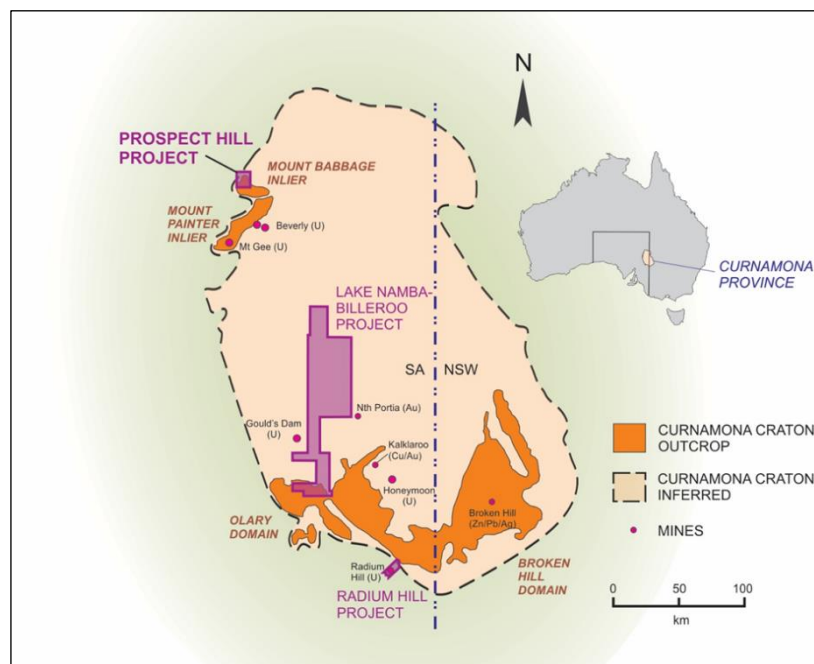 N
PROSPECT HILL
PROJECT
MOUNT BABBAGE
INLIER
MOUNT
PAINTER
INLIER
Beverly (U)
Mt Gee (U)
CURNAMONA
PROVINCE
LAKE NAMBA-
BILLEROO
PROJECT
SA
NSW
Nth Portia (Au)
Gould's Dam
(U)
Kalklaroo
(Cu/Au)
Honeymoon
(U)
Broken Hill
(Zn/Pb/Ag)
OLARY
DOMAIN
Radium
Hill (U)
RADIUM HILL
PROJECT
BROKEN
HILL
DOMAIN
CURNAMONA CRATON
OUTCROP
CURNAMONA CRATON
INFERRED
MINES
0 50 100
km